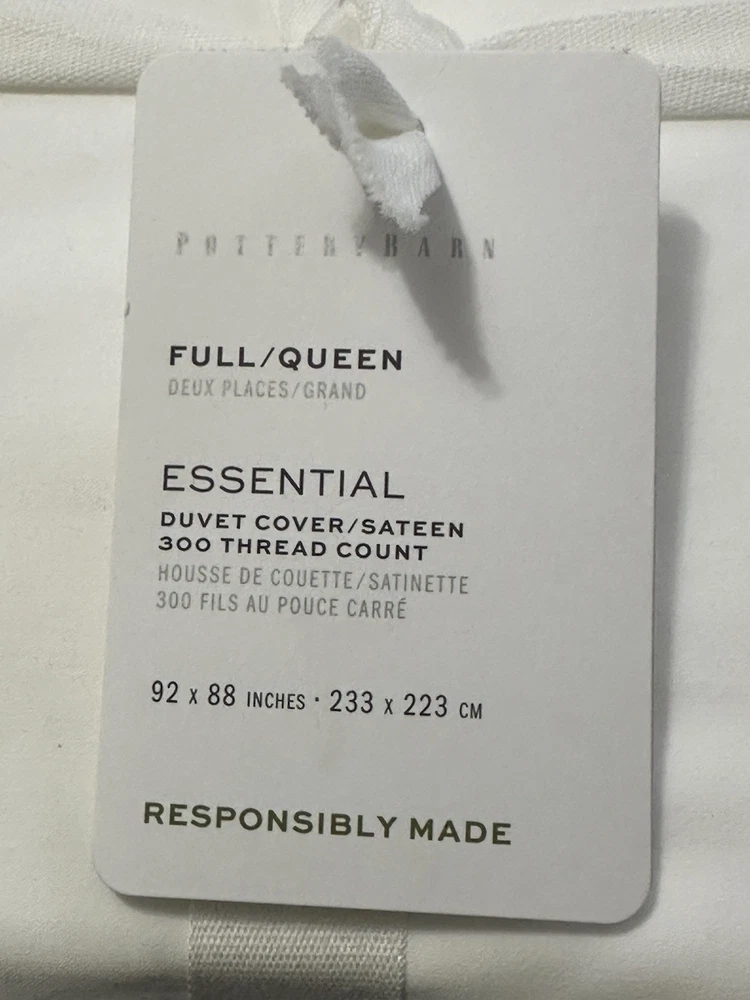 POTTERY BARN
FULL/QUEEN
DEUX PLACES/GRAND
ESSENTIAL
DUVET COVER/SATEEN
300 THREAD COUNT
HOUSSE DE COUETTE/SATINETTE
300 FILS AU POUCE CARRÉ
92 x 88 INCHES · 233 x 223 CM
RESPONSIBLY MADE